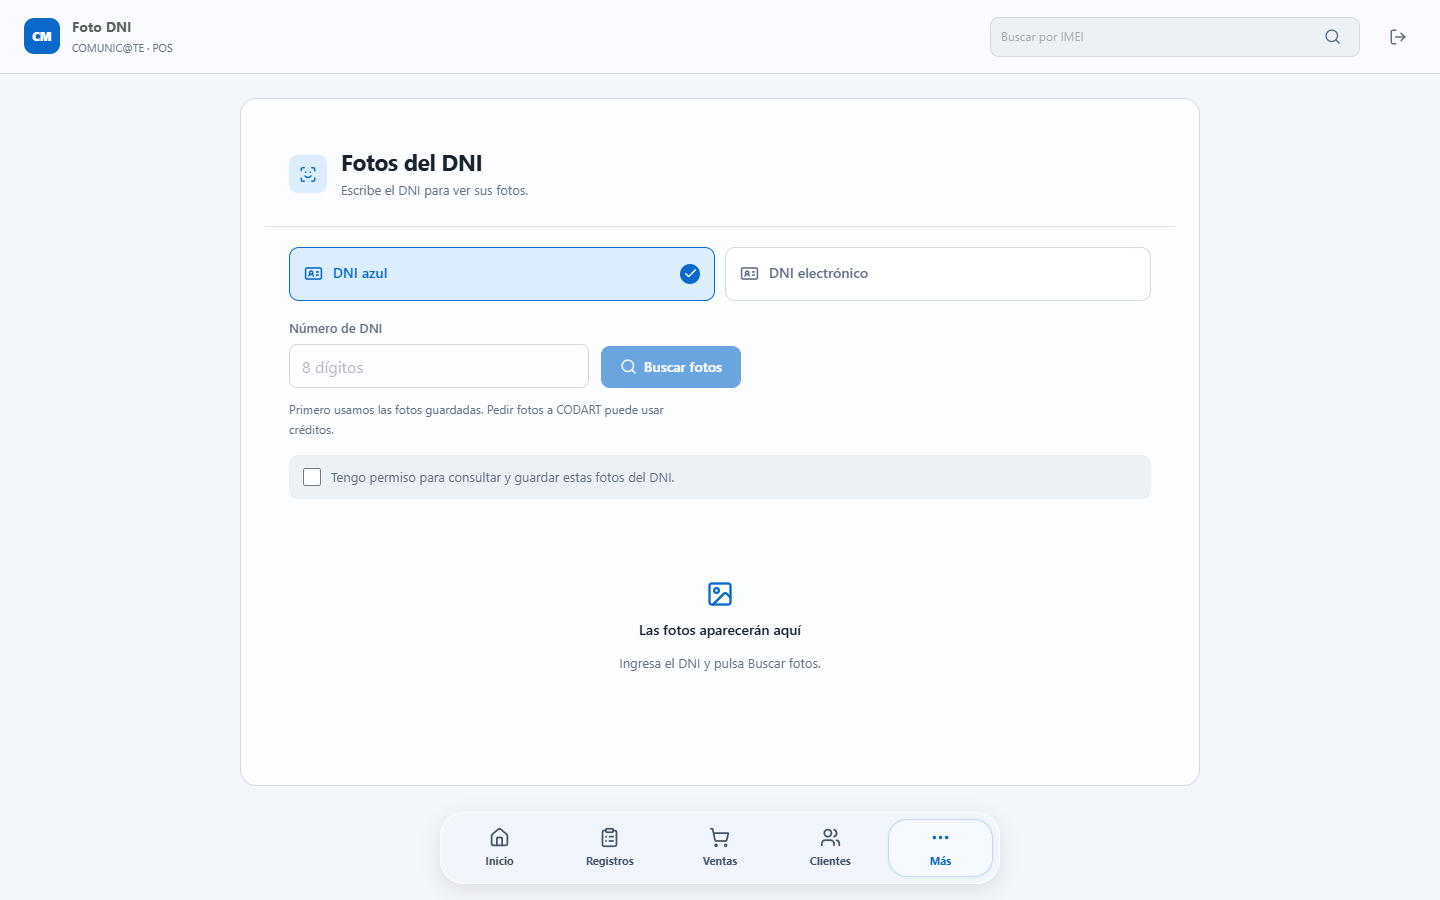 CM
Foto DNI
COMUNIC@TE · POS
Buscar por IMEI
Fotos del DNI
Escribe el DNI para ver sus fotos.
DNI azul
DNI electrónico
Número de DNI
8 dígitos
Buscar fotos
Primero usamos las fotos guardadas. Pedir fotos a CODART puede usar
créditos.
Tengo permiso para consultar y guardar estas fotos del DNI.
Las fotos aparecerán aquí
Ingresa el DNI y pulsa Buscar fotos.
Inicio
Registros
Ventas
Clientes
Más